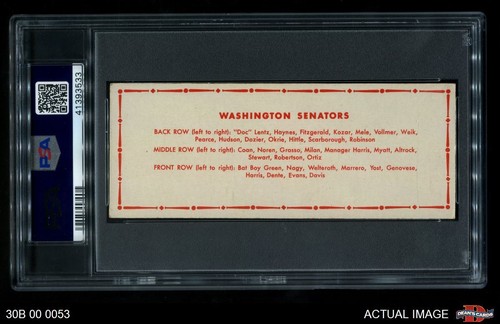 41393533
PSA
WASHINGTON SENATORS
BACK ROW (left to right): "Doc" Lentz, Haynes, Fitzgerald, Kozar, Mele, Vollmer, Weik,
Pearce, Hudson, Dozier, Okrie, Hittle, Scarborough, Robinson
MIDDLE ROW (left to right): Coan, Noren, Grasso, Milan, Manager Harris, Myatt, Altrock,
Stewart, Robertson, Ortiz
FRONT ROW (left to right): Bat Boy Green, Nagy, Welteroth, Marrero, Yost, Genovese,
Harris, Dente, Evans, Davis
30B 00 0053
ACTUAL IMAGE
DEAN'S CARDS